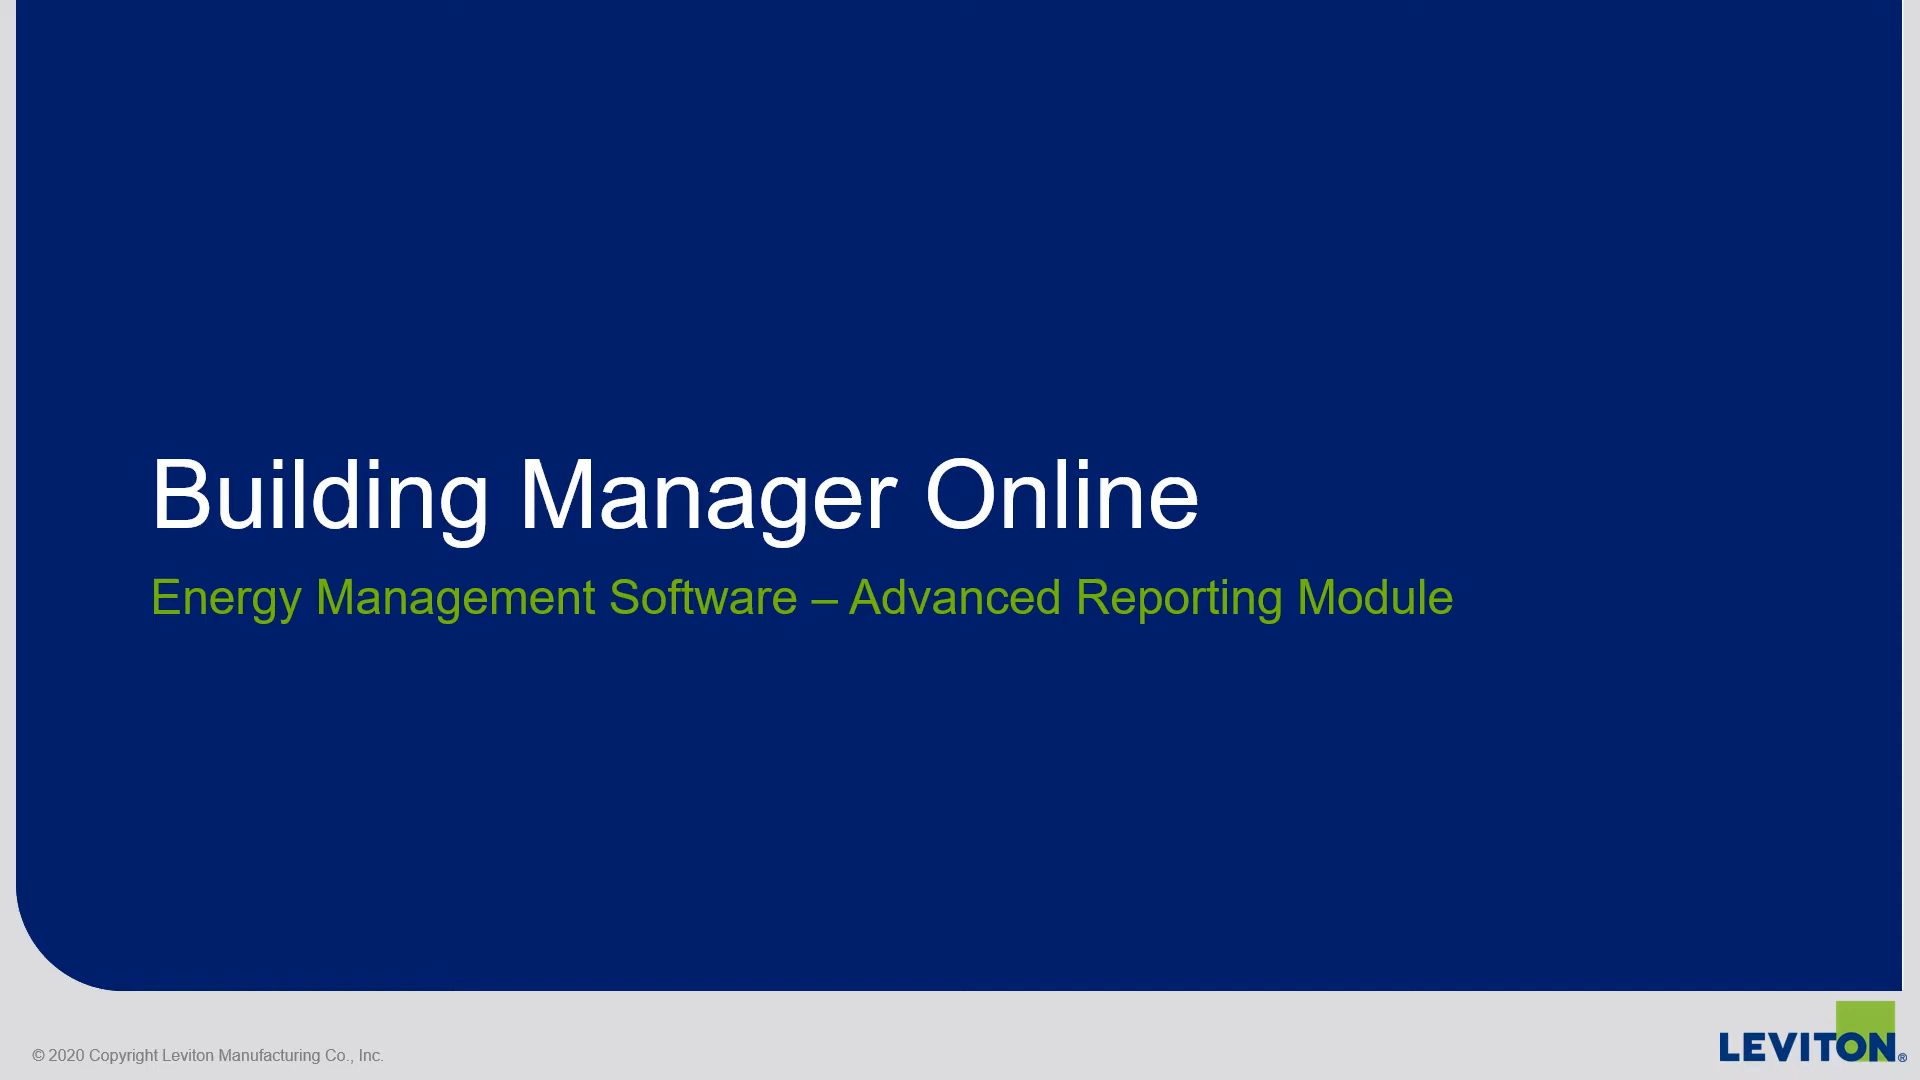 Building Manager Online
Energy Management Software – Advanced Reporting Module
© 2020 Copyright Leviton Manufacturing Co., Inc.
LEVITON®